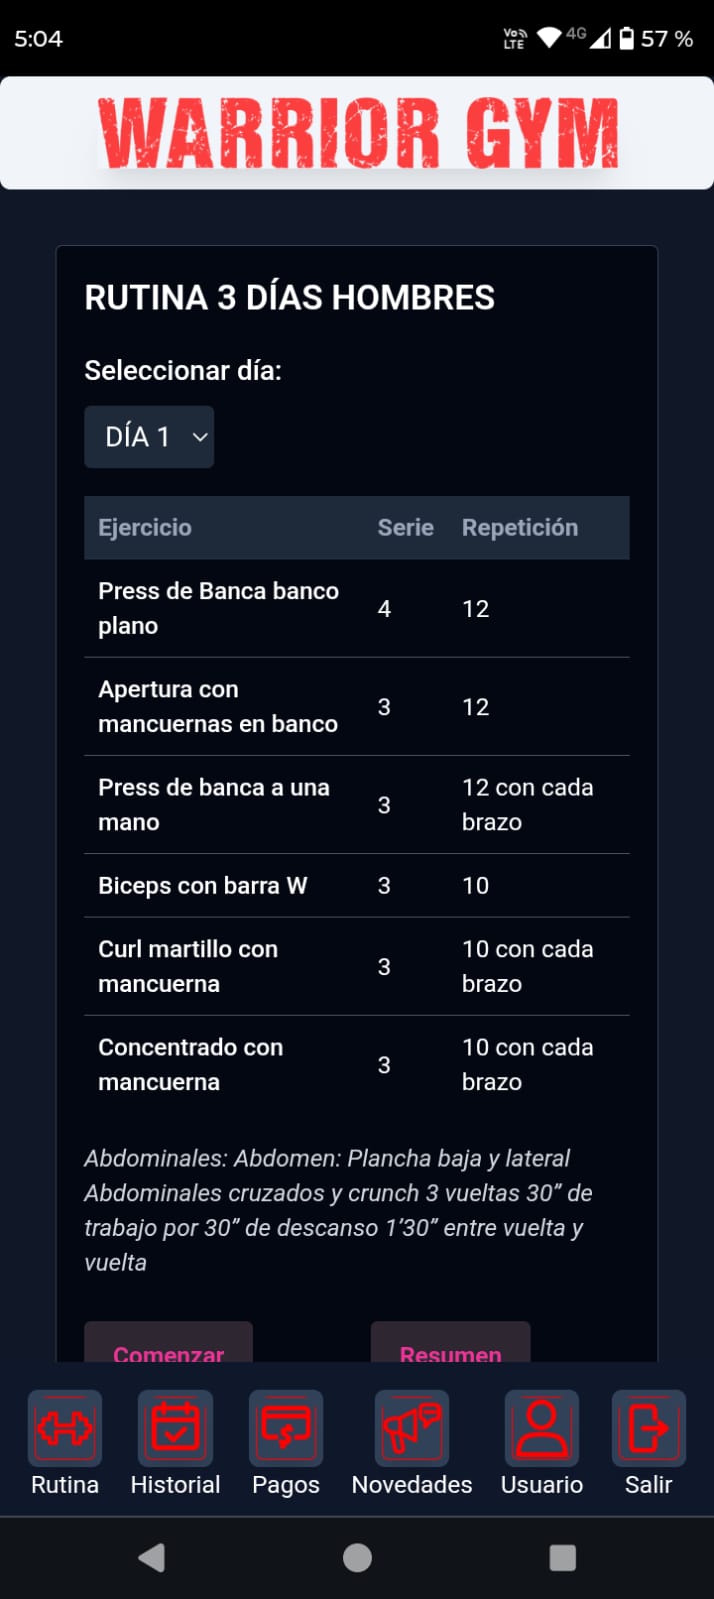 5:04
Vo LTE 4G 57 %
WARRIOR GYM
RUTINA 3 DÍAS HOMBRES
Seleccionar día:
DÍA 1
Ejercicio Serie Repetición
Press de Banca banco
plano
4 12
Apertura con
mancuernas en banco
3 12
Press de banca a una
mano
3
12 con cada
brazo
Biceps con barra W 3 10
Curl martillo con
mancuerna
3
10 con cada
brazo
Concentrado con
mancuerna
3
10 con cada
brazo
Abdominales: Abdomen: Plancha baja y lateral
Abdominales cruzados y crunch 3 vueltas 30” de
trabajo por 30” de descanso 1’30” entre vuelta y
vuelta
Comenzar Resumen
Rutina Historial Pagos Novedades Usuario Salir